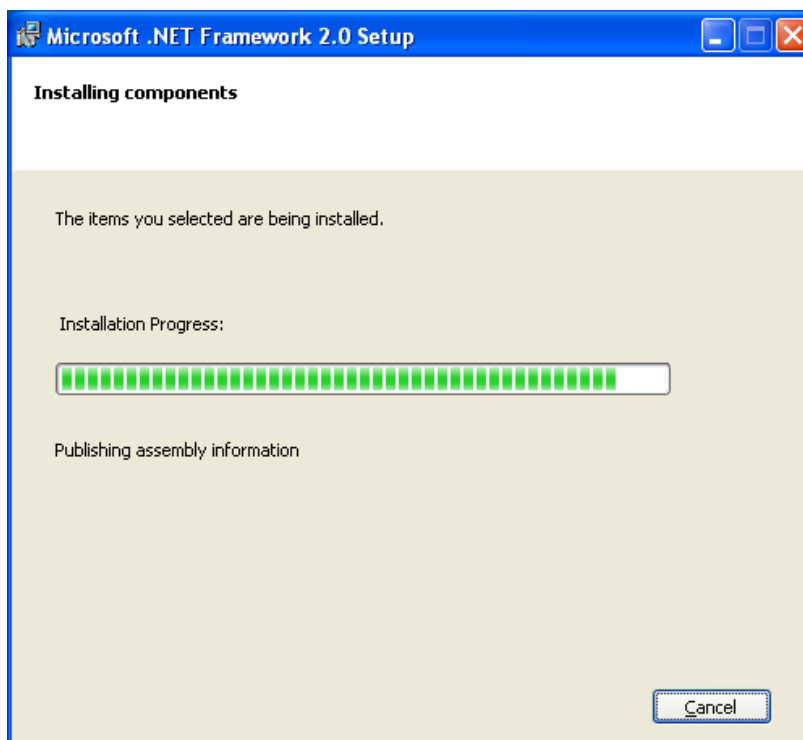 Microsoft .NET Framework 2.0 Setup
Installing components
The items you selected are being installed.
Installation Progress:
Publishing assembly information
Cancel